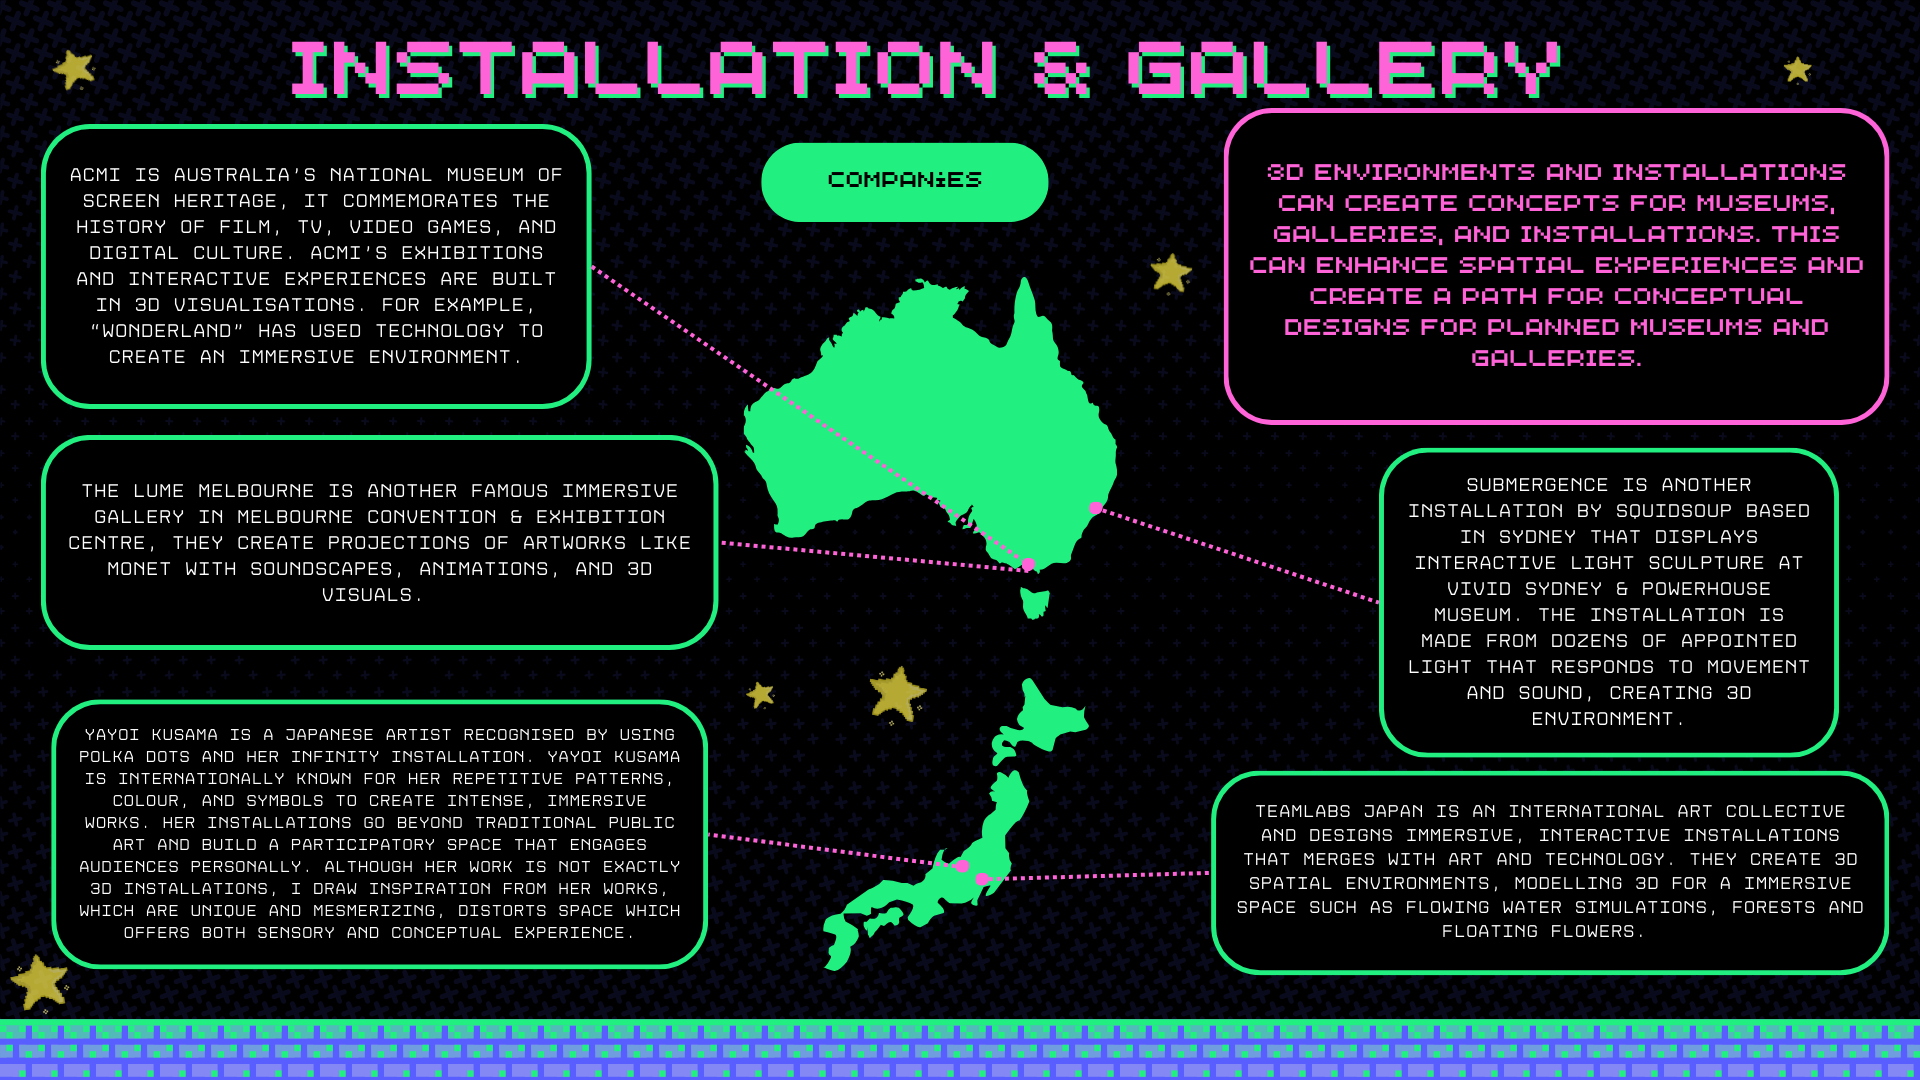 INSTALLATION & GALLERY
ACMI IS AUSTRALIA'S NATIONAL MUSEUM OF
SCREEN HERITAGE, IT COMMEMORATES THE
HISTORY OF FILM, TV, VIDEO GAMES, AND
DIGITAL CULTURE. ACMI'S EXHIBITIONS
AND INTERACTIVE EXPERIENCES ARE BUILT
IN 3D VISUALISATIONS. FOR EXAMPLE,
"WONDERLAND" HAS USED TECHNOLOGY TO
CREATE AN IMMERSIVE ENVIRONMENT.
COMPANIES
3D ENVIRONMENTS AND INSTALLATIONS
CAN CREATE CONCEPTS FOR MUSEUMS,
GALLERIES, AND INSTALLATIONS. THIS
CAN ENHANCE SPATIAL EXPERIENCES AND
CREATE A PATH FOR CONCEPTUAL
DESIGNS FOR PLANNED MUSEUMS AND
GALLERIES.
THE LUME MELBOURNE IS ANOTHER FAMOUS IMMERSIVE
GALLERY IN MELBOURNE CONVENTION & EXHIBITION
CENTRE, THEY CREATE PROJECTIONS OF ARTWORKS LIKE
MONET WITH SOUNDSCAPES, ANIMATIONS, AND 3D
VISUALS.
SUBMERGENCE IS ANOTHER
INSTALLATION BY SQUIDSOUP BASED
IN SYDNEY THAT DISPLAYS
INTERACTIVE LIGHT SCULPTURE AT
VIVID SYDNEY & POWERHOUSE
MUSEUM. THE INSTALLATION IS
MADE FROM DOZENS OF APPOINTED
LIGHT THAT RESPONDS TO MOVEMENT
AND SOUND, CREATING 3D
ENVIRONMENT.
YAYOI KUSAMA IS A JAPANESE ARTIST RECOGNISED BY USING
POLKA DOTS AND HER INFINITY INSTALLATION. YAYOI KUSAMA
IS INTERNATIONALLY KNOWN FOR HER REPETITIVE PATTERNS,
COLOUR, AND SYMBOLS TO CREATE INTENSE, IMMERSIVE
WORKS. HER INSTALLATIONS GO BEYOND TRADITIONAL PUBLIC
ART AND BUILD A PARTICIPATORY SPACE THAT ENGAGES
AUDIENCES PERSONALLY. ALTHOUGH HER WORK IS NOT EXACTLY
3D INSTALLATIONS, I DRAW INSPIRATION FROM HER WORKS,
WHICH ARE UNIQUE AND MESMERIZING, DISTORTS SPACE WHICH
OFFERS BOTH SENSORY AND CONCEPTUAL EXPERIENCE.
TEAMLABS JAPAN IS AN INTERNATIONAL ART COLLECTIVE
AND DESIGNS IMMERSIVE, INTERACTIVE INSTALLATIONS
THAT MERGES WITH ART AND TECHNOLOGY. THEY CREATE 3D
SPATIAL ENVIRONMENTS, MODELLING 3D FOR A IMMERSIVE
SPACE SUCH AS FLOWING WATER SIMULATIONS, FORESTS AND
FLOATING FLOWERS.